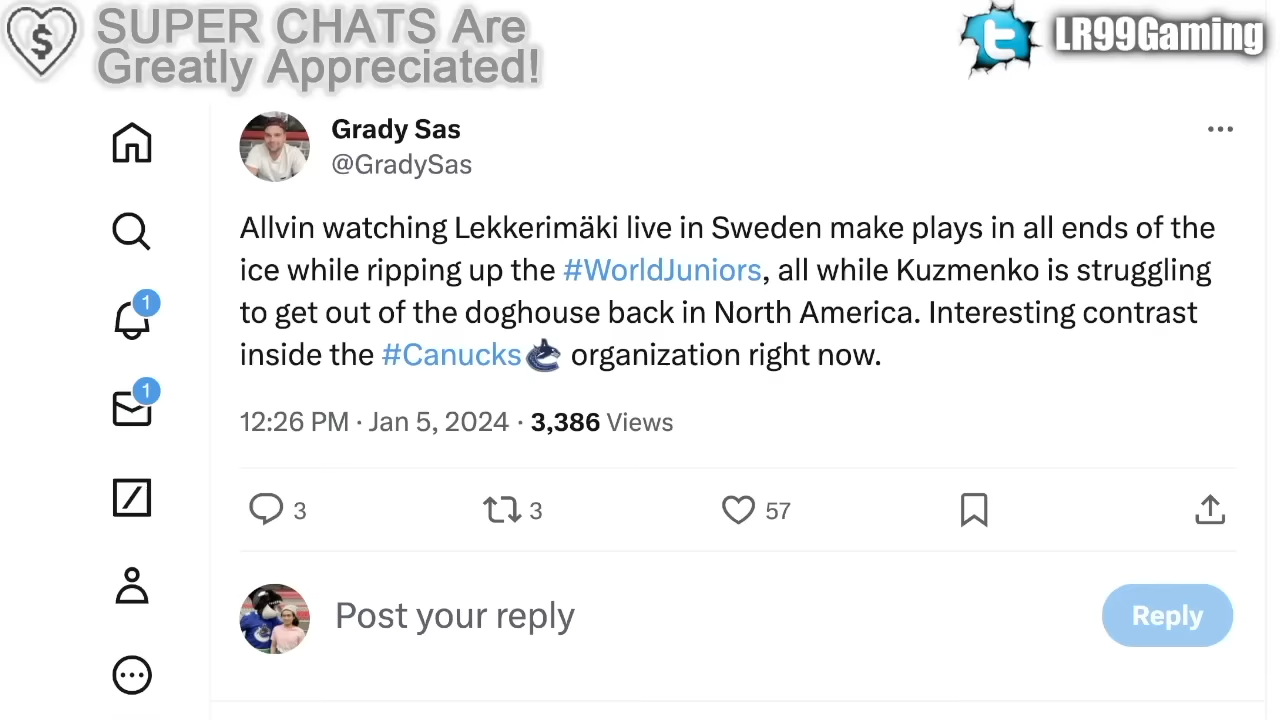 SUPER CHATS Are
Greatly Appreciated!
LR99Gaming
Grady Sas
@GradySas
Allvin watching Lekkerimäki live in Sweden make plays in all ends of the
ice while ripping up the #WorldJuniors, all while Kuzmenko is struggling
to get out of the doghouse back in North America. Interesting contrast
inside the #Canucks organization right now.
12:26 PM · Jan 5, 2024 · 3,386 Views
3 3 57
1
1
Post your reply
Reply